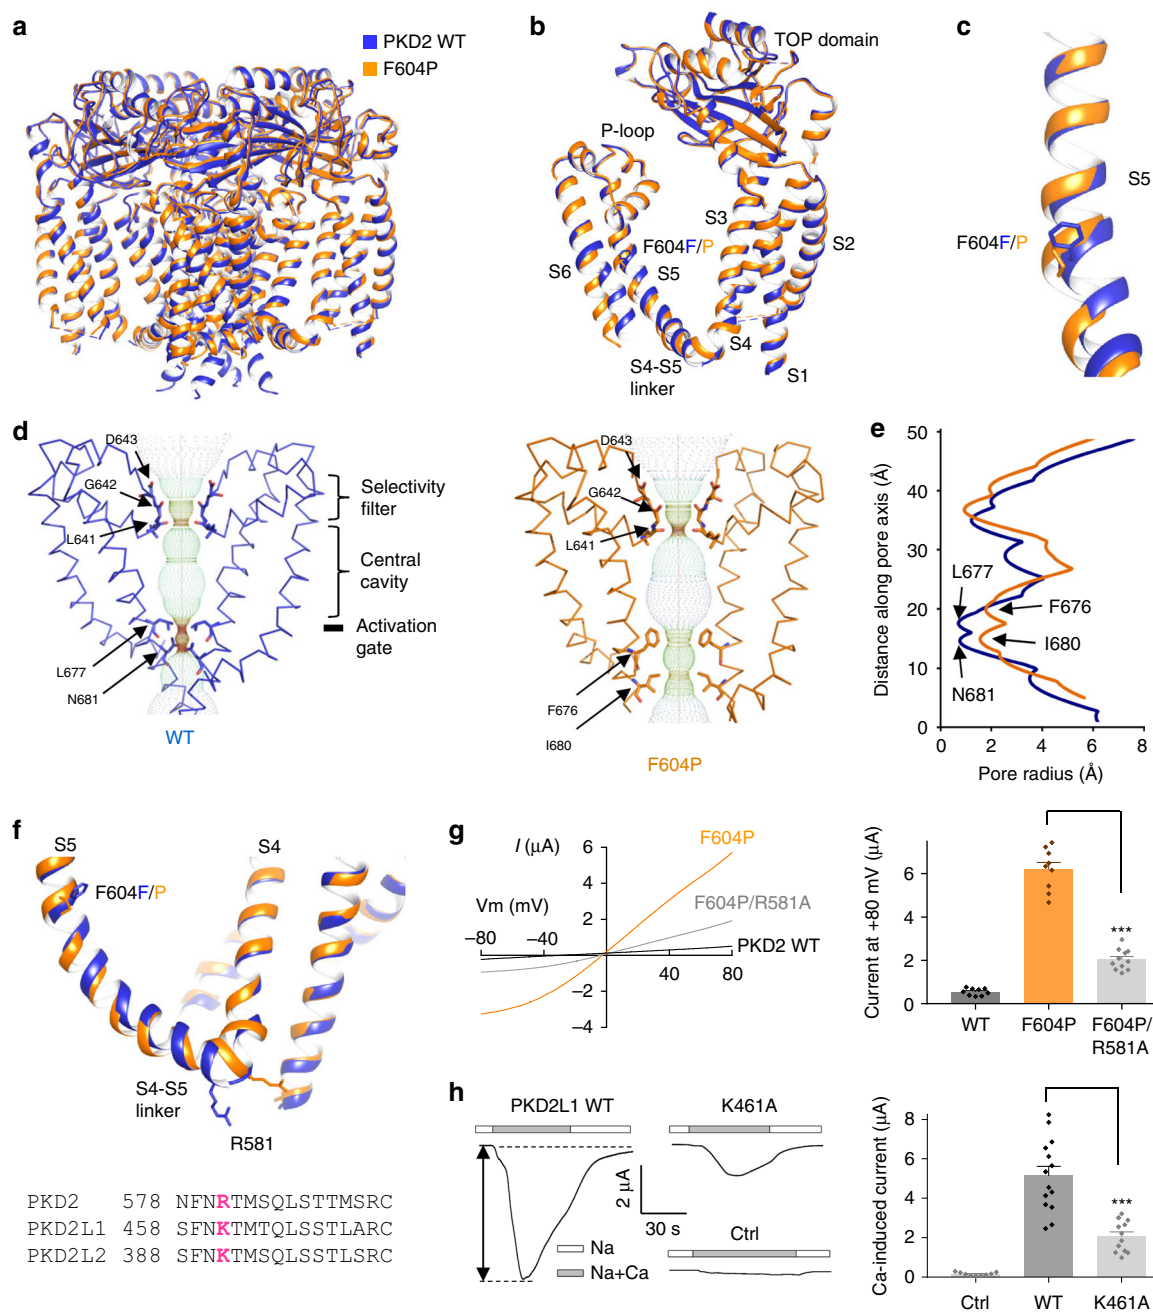 a
PKD2 WT
F604P
b
TOP domain
P-loop
S3
S2
F604F/P
S6
S5
S4
S4-S5
linker
S1
c
S5
F604F/P
d
D643
G642
L641
Selectivity
filter
Central
cavity
Activation
gate
L677
N681
WT
D643
G642
L641
F676
I680
F604P
e
Distance along pore axis (Å)
50
40
30
20
10
0
L677
F676
I680
N681
0 2 4 6 8
Pore radius (Å)
f
S5
S4
F604F/P
S4-S5
linker
R581
PKD2 578 NFNRTMSQLSTTMSRC
PKD2L1 458 SFNKTMTQLSSTLARC
PKD2L2 388 SFNKTMSQLSSTLSRC
g
I (μA)
6
4
2
−2
−4
Vm (mV)
−80 −40 40 80
F604P
F604P/R581A
PKD2 WT
Current at +80 mV (μA)
6
4
2
0
***
WT F604P F604P/
R581A
h
PKD2L1 WT
K461A
2 μA
30 s
Ctrl
Na
Na+Ca
Ca-induced current (μA)
8
6
4
2
0
***
Ctrl WT K461A